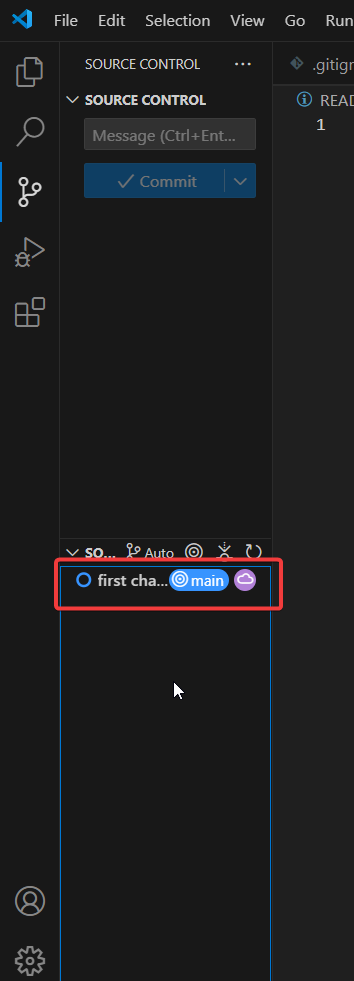 File Edit Selection View Go Run
SOURCE CONTROL ...
.gitign
SOURCE CONTROL
READ
1
Message (Ctrl+Ent...
Commit
SO... Auto
first cha... main